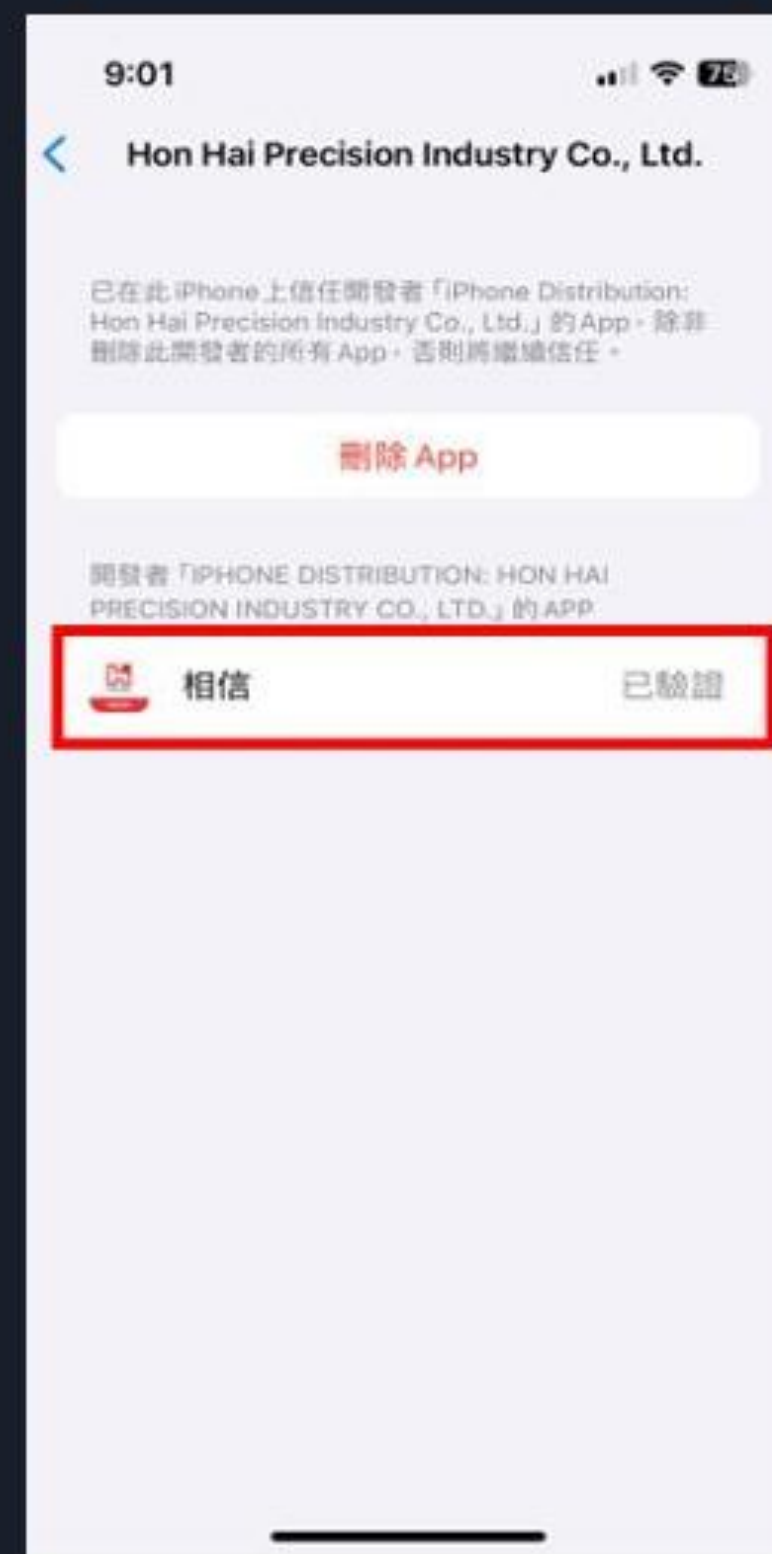 9:01
75
Hon Hai Precision Industry Co., Ltd.
已在此 iPhone 上信任開發者「iPhone Distribution:
Hon Hai Precision Industry Co., Ltd.」的 App。除非
刪除此開發者的所有 App，否則將繼續信任。
刪除 App
開發者「IPHONE DISTRIBUTION: HON HAI
PRECISION INDUSTRY CO., LTD.」的 APP
相信 已驗證